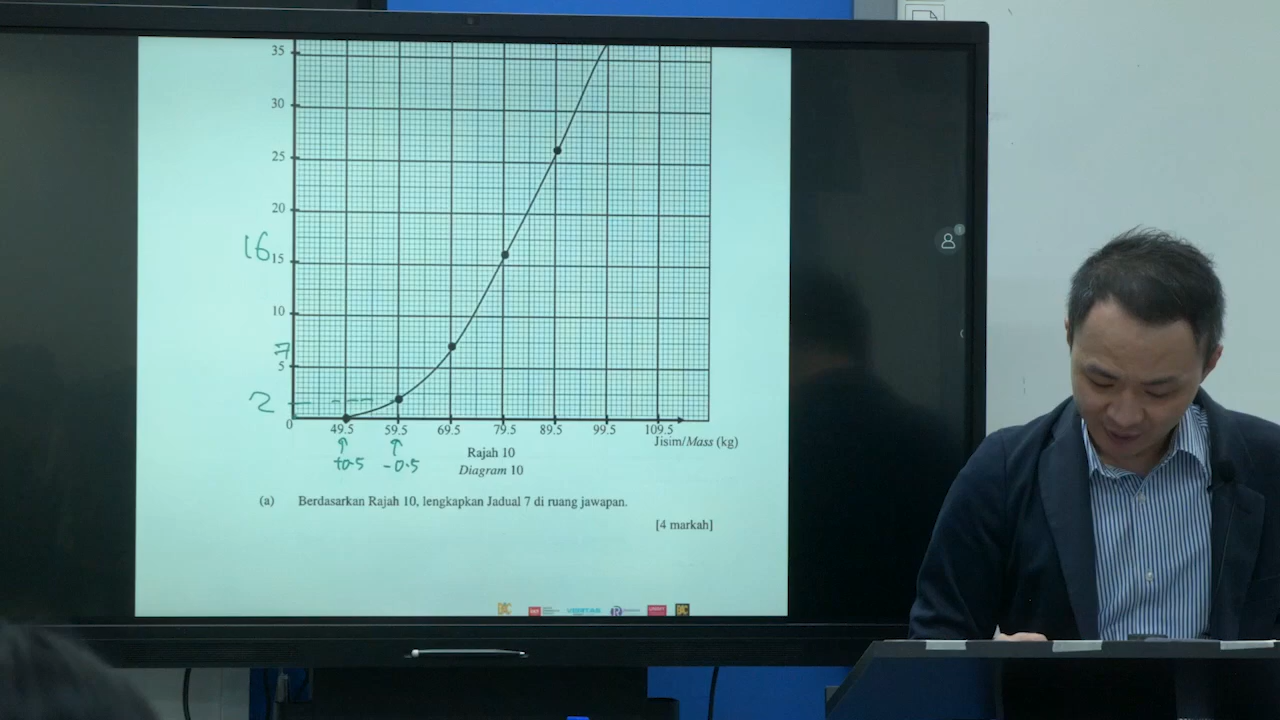 35
30
25
20
16
15
10
7
5
2
0
49.5 59.5 69.5 79.5 89.5 99.5 109.5
Jisim/Mass (kg)
+0.5 -0.5
Rajah 10
Diagram 10
(a) Berdasarkan Rajah 10, lengkapkan Jadual 7 di ruang jawapan.
[4 markah]